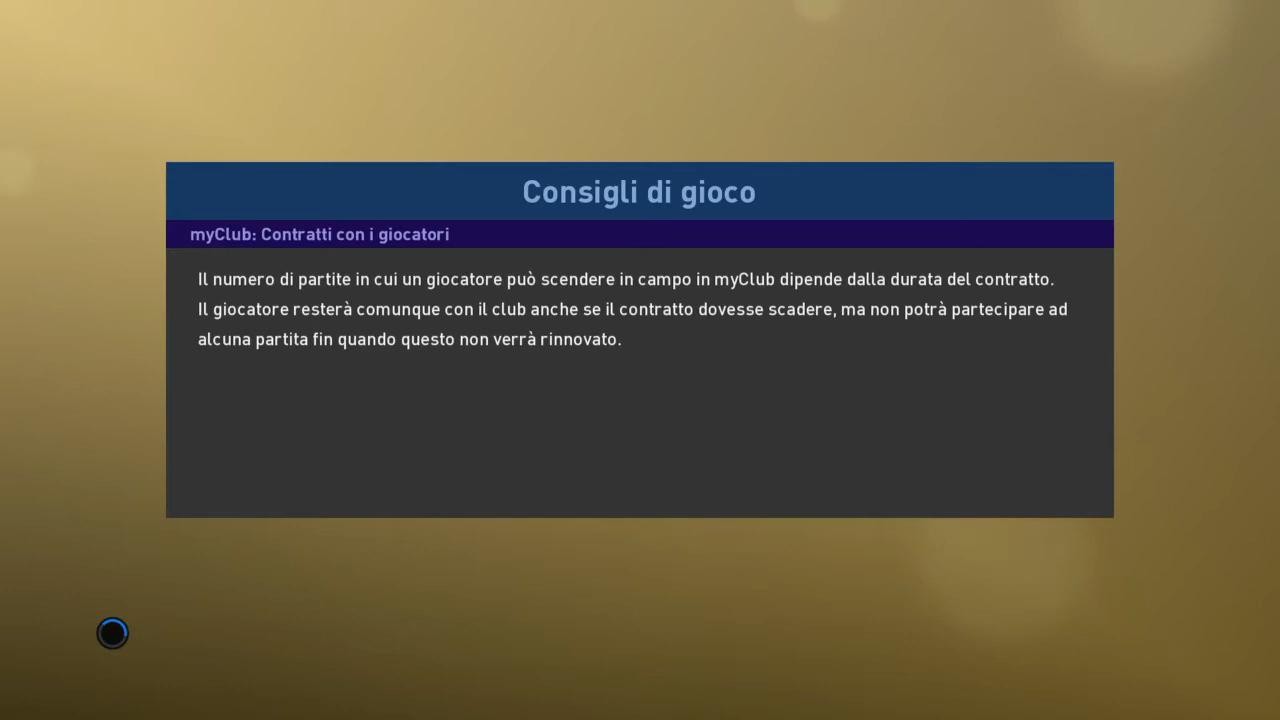 Consigli di gioco
myClub: Contratti con i giocatori
Il numero di partite in cui un giocatore può scendere in campo in myClub dipende dalla durata del contratto.
Il giocatore resterà comunque con il club anche se il contratto dovesse scadere, ma non potrà partecipare ad
alcuna partita fin quando questo non verrà rinnovato.